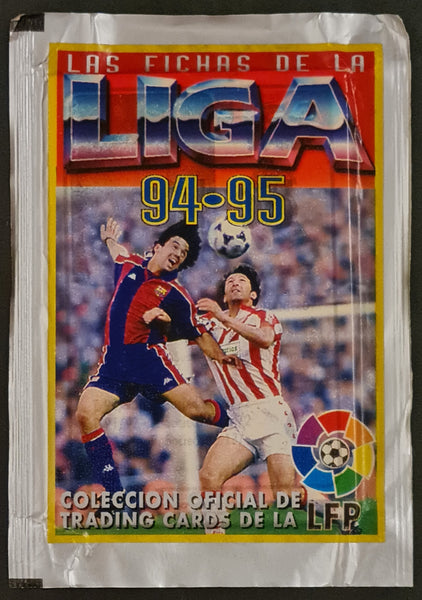 LAS FICHAS DE LA
LIGA
94•95
COLECCION OFICIAL DE
TRADING CARDS DE LA LFP